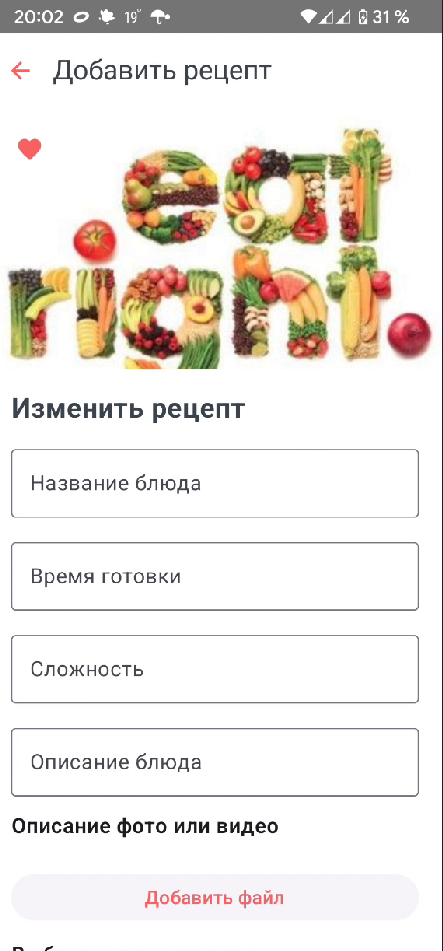 20:02 19° 31 %
Добавить рецепт
eat
right.
Изменить рецепт
Название блюда
Время готовки
Сложность
Описание блюда
Описание фото или видео
Добавить файл